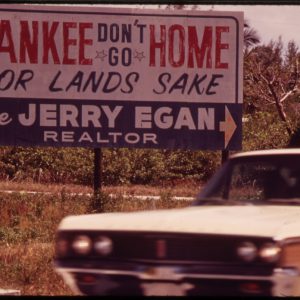 ANKEE DON'T GO HOME
OR LANDS SAKE
e JERRY EGAN
REALTOR